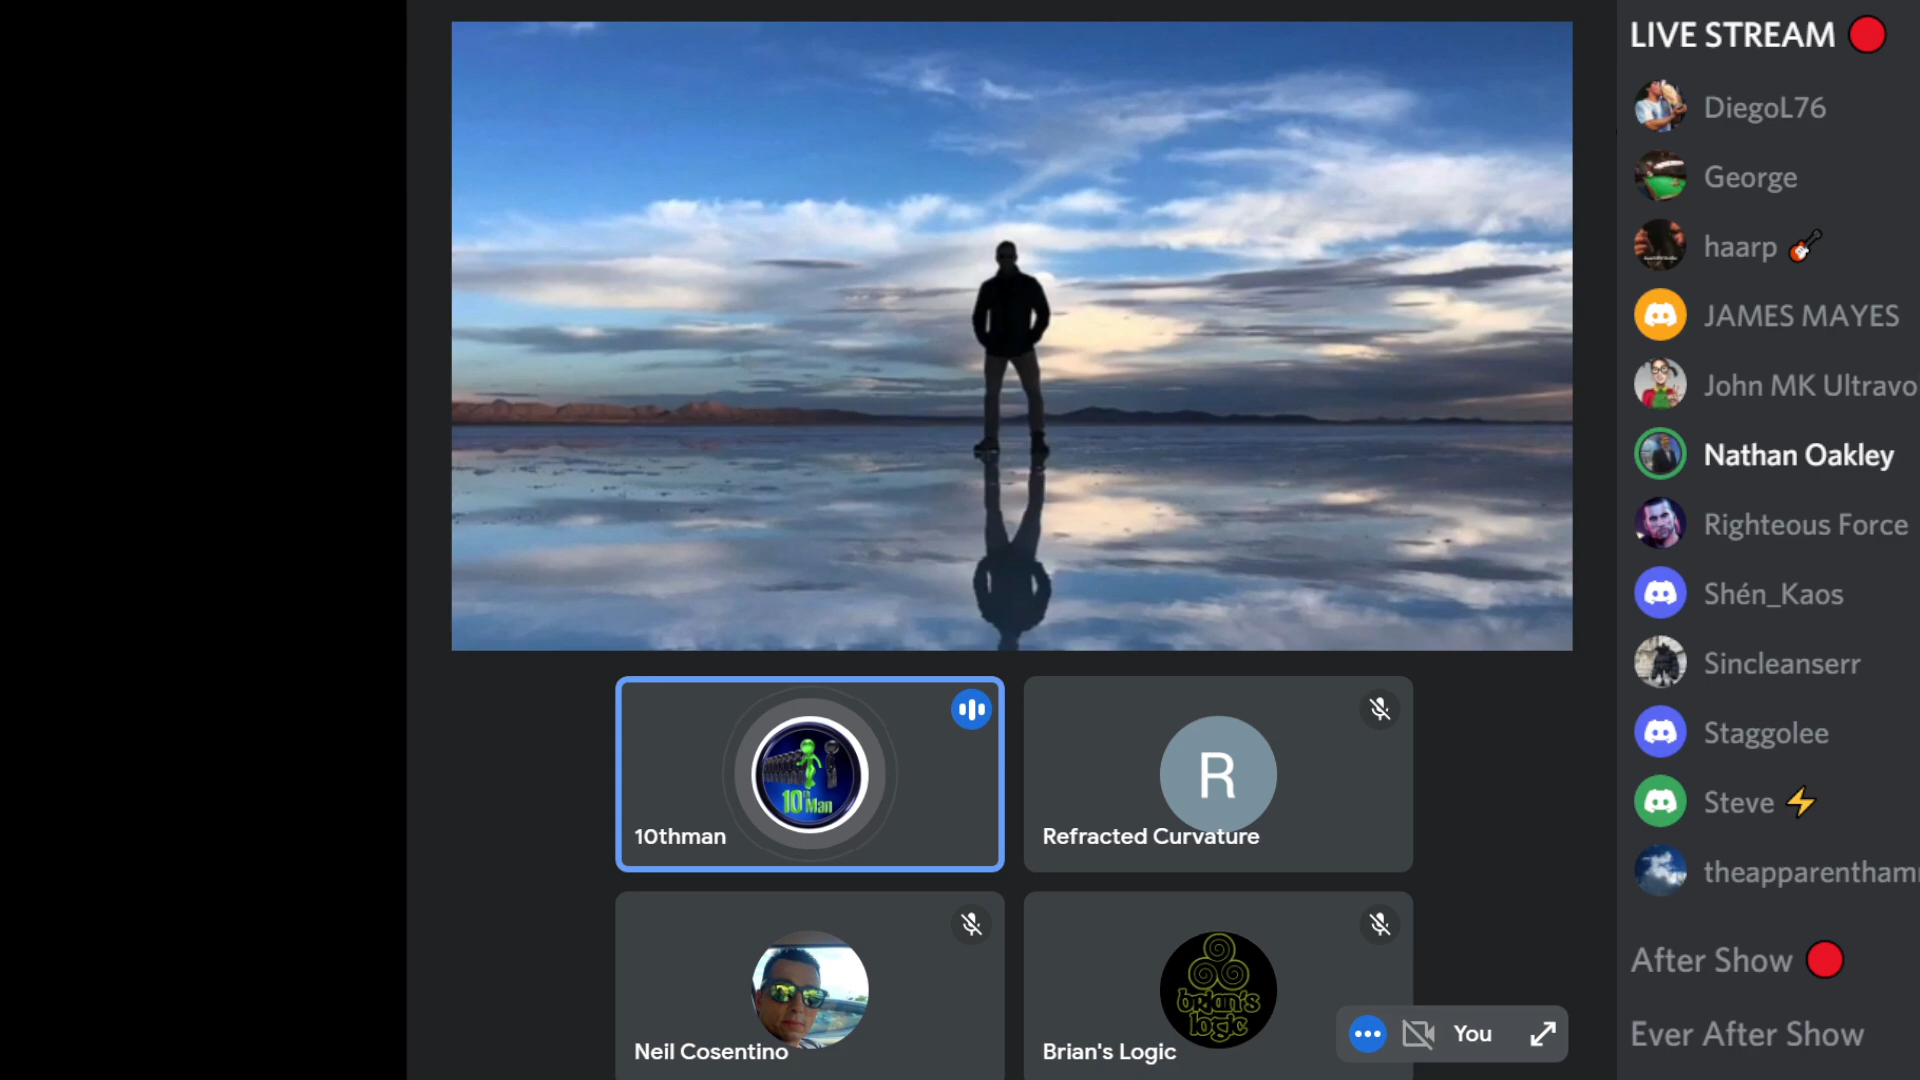 LIVE STREAM
DiegoL76
George
haarp
JAMES MAYES
John MK Ultravo
Nathan Oakley
Righteous Force
Shén_Kaos
Sincleanserr
Staggolee
Steve
theapparentham
After Show
Ever After Show
10th Man
10thman
R
Refracted Curvature
Neil Cosentino
brian's
logic
Brian's Logic
You